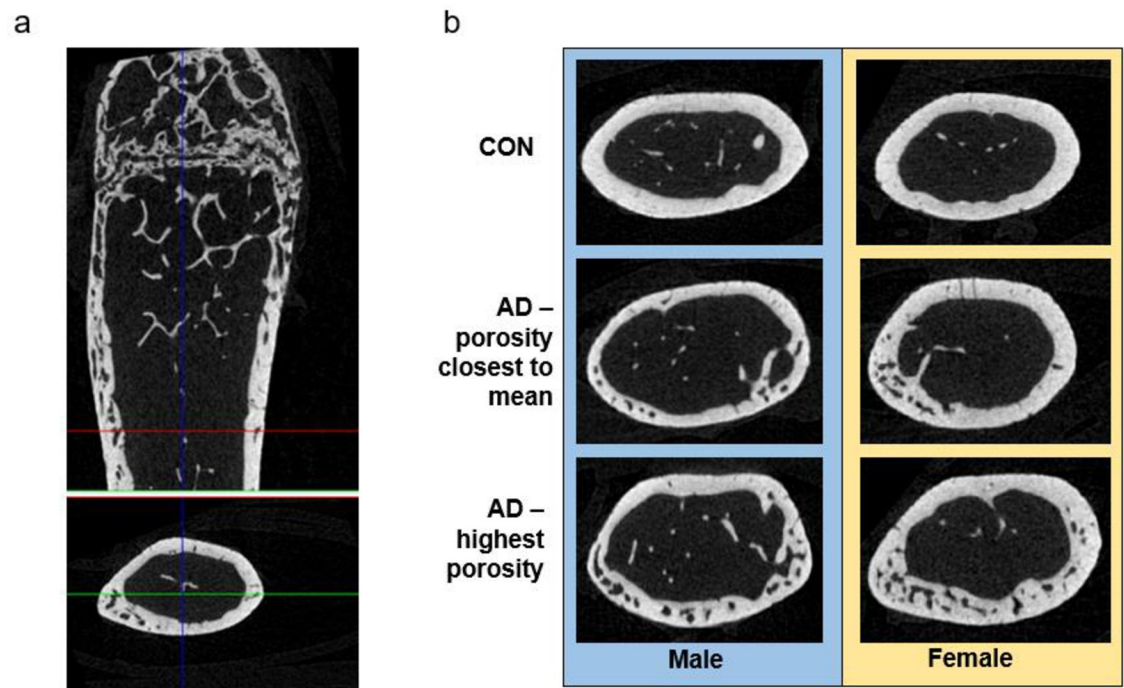 a
b
CON
AD –
porosity
closest to
mean
AD –
highest
porosity
Male
Female